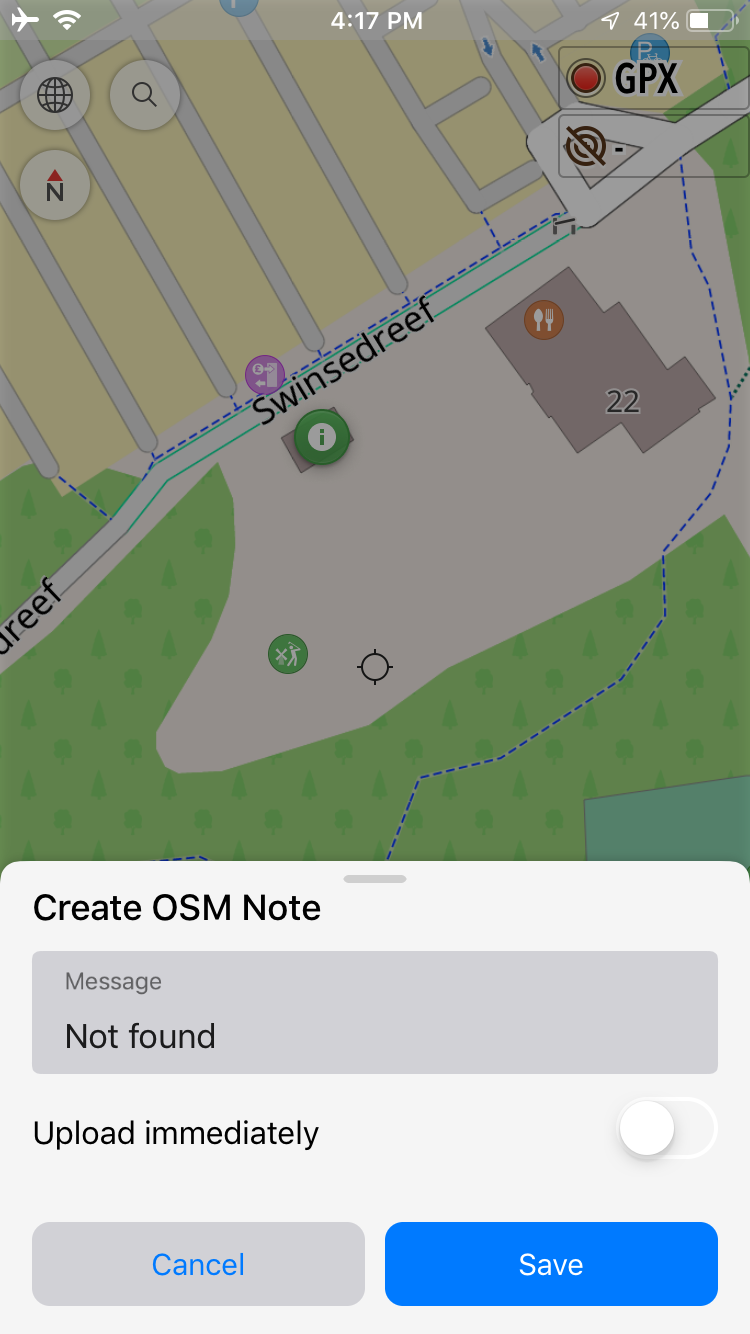 4:17 PM
41%
P
GPX
N
-
Swinsedreef
22
dreef
Create OSM Note
Message
Not found
Upload immediately
Cancel
Save